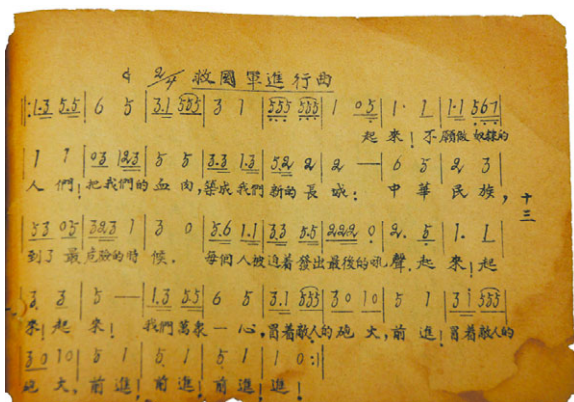 2/4 救國軍進行曲
|:1·3 5·5| 6 5 |3·1 555| 3 1 |555 555| 1 05| 1· 1 |1·1 567|
起來！不願做奴隸的
1 1 |03 123| 5 5 |3·3 1·3| 5·2 2 | 2 — | 6 5 | 2 3 |
人們！把我們的血肉，築成我們新的長城：中華民族，
十三
53 05 |323 1 | 3 0 |5·6 1·1|3·3 5·5|222 0 | 2· 5 | 1· 1 |
到了最危險的時候。每個人被迫着發出最後的吼聲，起來！起
3· 3 | 5 — |1·3 5·5| 6 5 |3·1 555|30 10| 5 1 |3·1 555|
來！起來！我們萬衆一心，冒着敵人的砲火，前進！冒着敵人的
30 10| 5 1 | 5 1 | 5 1 | 1 0 :||
砲火，前進！前進！前進！進！